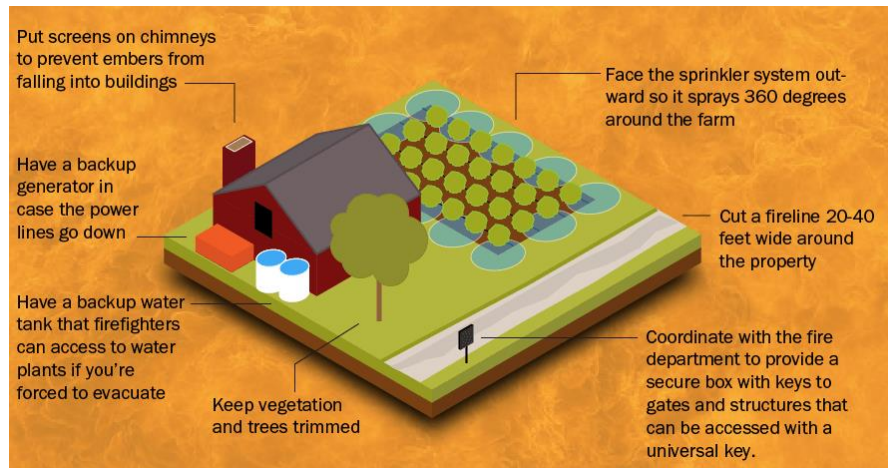 Put screens on chimneys
to prevent embers from
falling into buildings
Have a backup
generator in
case the power
lines go down
Have a backup water
tank that firefighters
can access to water
plants if you’re
forced to evacuate
Keep vegetation
and trees trimmed
Face the sprinkler system out-
ward so it sprays 360 degrees
around the farm
Cut a fireline 20-40
feet wide around
the property
Coordinate with the fire
department to provide a
secure box with keys to
gates and structures that
can be accessed with a
universal key.